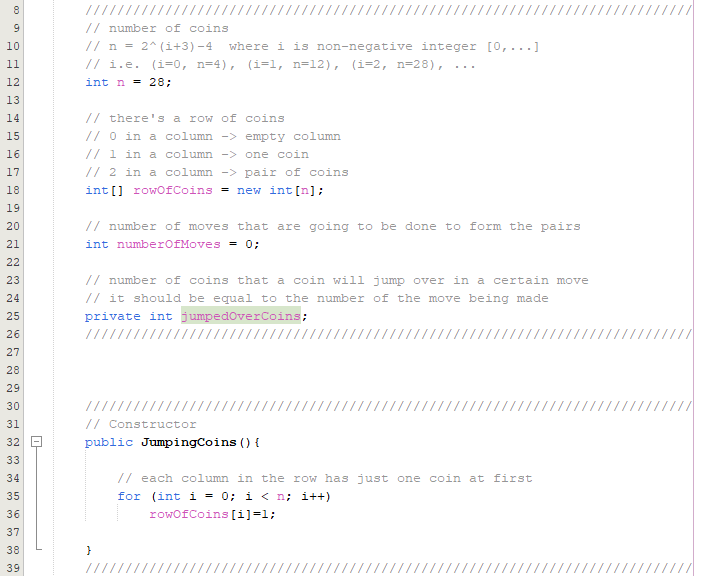 8 ////////////////////////////////////////////////////////////////////////////
9 // number of coins
10 // n = 2^(i+3)-4  where i is non-negative integer [0,...]
11 // i.e. (i=0, n=4), (i=1, n=12), (i=2, n=28), ...
12 int n = 28;
13
14 // there's a row of coins
15 // 0 in a column -> empty column
16 // 1 in a column -> one coin
17 // 2 in a column -> pair of coins
18 int[] rowOfCoins = new int[n];
19
20 // number of moves that are going to be done to form the pairs
21 int numberOfMoves = 0;
22
23 // number of coins that a coin will jump over in a certain move
24 // it should be equal to the number of the move being made
25 private int jumpedOverCoins;
26 ////////////////////////////////////////////////////////////////////////////
27
28
29
30 ////////////////////////////////////////////////////////////////////////////
31 // Constructor
32 public JumpingCoins(){
33
34 // each column in the row has just one coin at first
35 for (int i = 0; i < n; i++)
36 rowOfCoins[i]=1;
37
38 }
39 ////////////////////////////////////////////////////////////////////////////